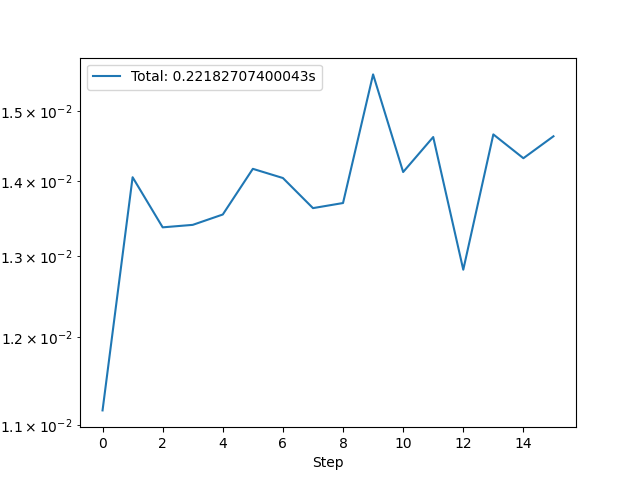 Total: 0.22182707400043s
1.5 × 10⁻²
1.4 × 10⁻²
1.3 × 10⁻²
1.2 × 10⁻²
1.1 × 10⁻²
0 2 4 6 8 10 12 14
Step